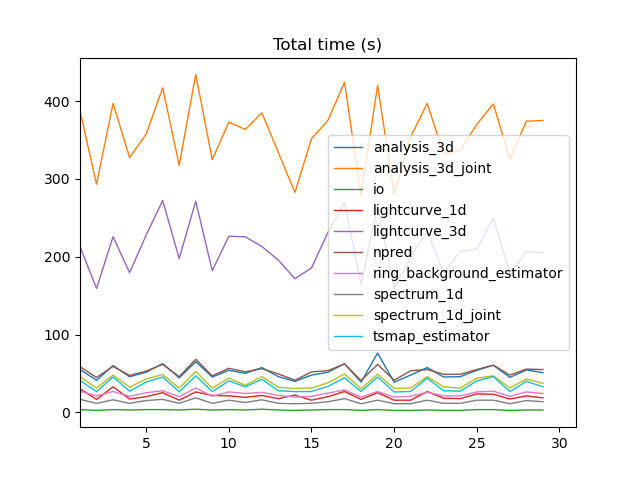 Total time (s)
400
300
200
100
0
analysis_3d
analysis_3d_joint
io
lightcurve_1d
lightcurve_3d
npred
ring_background_estimator
spectrum_1d
spectrum_1d_joint
tsmap_estimator
5 10 15 20 25 30